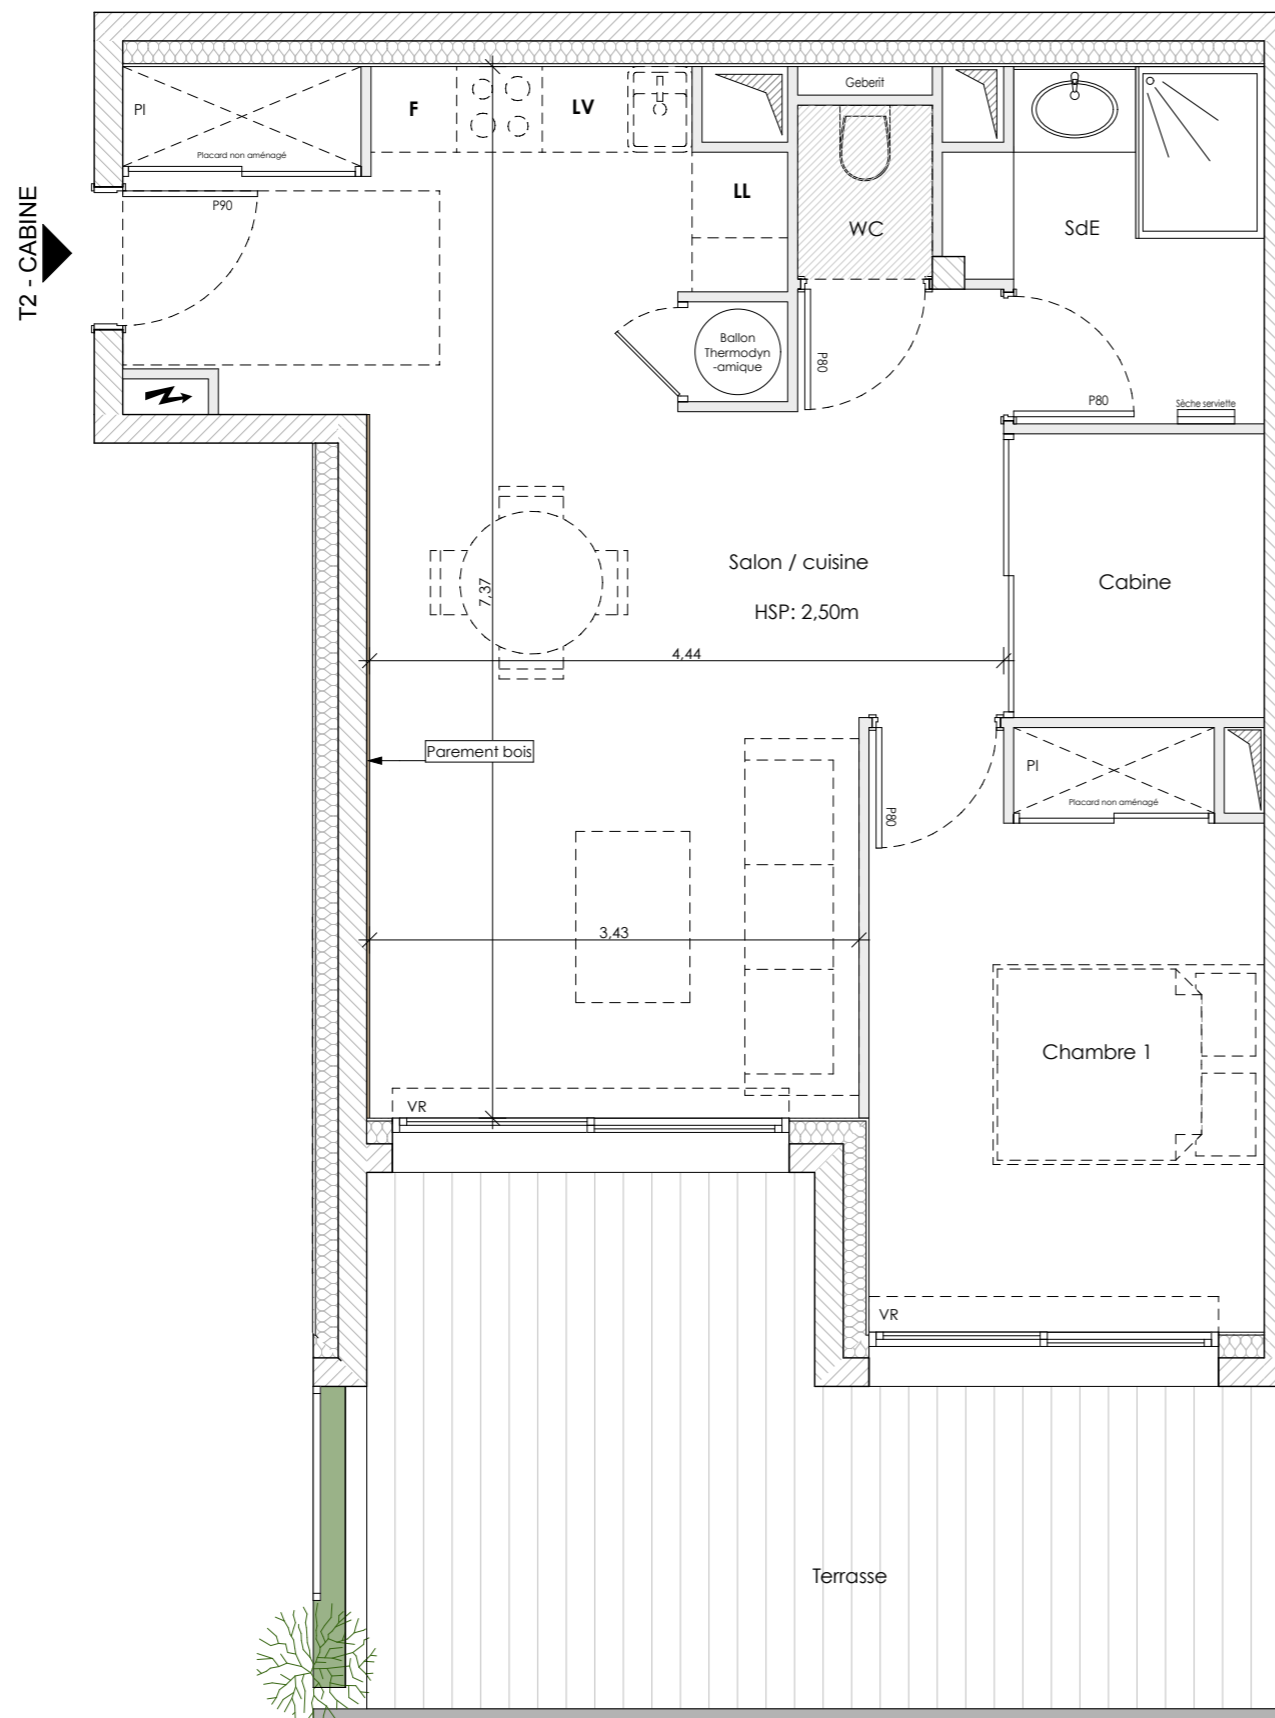 T2 - CABINE
PI
Placard non aménagé
F
LV
Geberit
P90
LL
WC
SdE
Ballon
Thermodyn
-amique
P80
P80
Sèche serviette
Salon / cuisine
HSP: 2,50m
Cabine
7,37
4,44
Parement bois
PI
Placard non aménagé
P80
3,43
Chambre 1
VR
VR
Terrasse